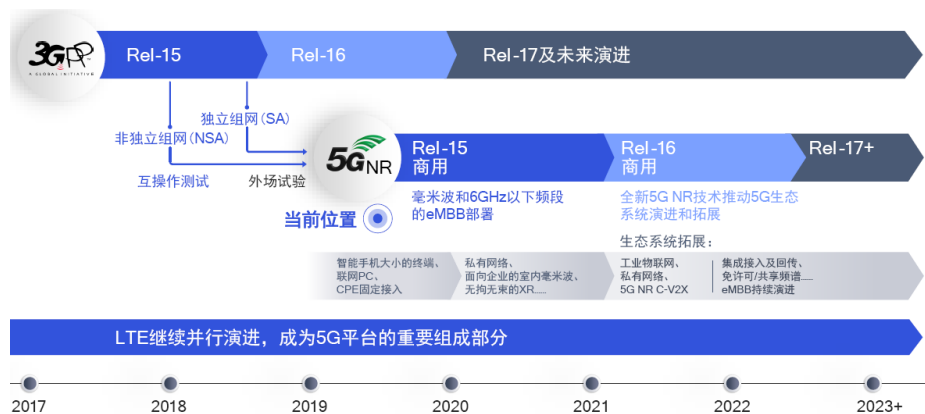 3GPP
A GLOBAL INITIATIVE
Rel-15
Rel-16
Rel-17及未来演进
独立组网(SA)
非独立组网(NSA)
互操作测试
外场试验
5G NR
Rel-15
商用
Rel-16
商用
Rel-17+
毫米波和6GHz以下频段
的eMBB部署
全新5G NR技术推动5G生态
系统演进和拓展
当前位置
生态系统拓展：
智能手机大小的终端、
联网PC、
CPE固定接入
私有网络、
面向企业的室内毫米波、
无拘无束的XR......
工业物联网、
私有网络、
5G NR C-V2X
集成接入及回传、
免许可/共享频谱......
eMBB持续演进
LTE继续并行演进，成为5G平台的重要组成部分
2017
2018
2019
2020
2021
2022
2023+